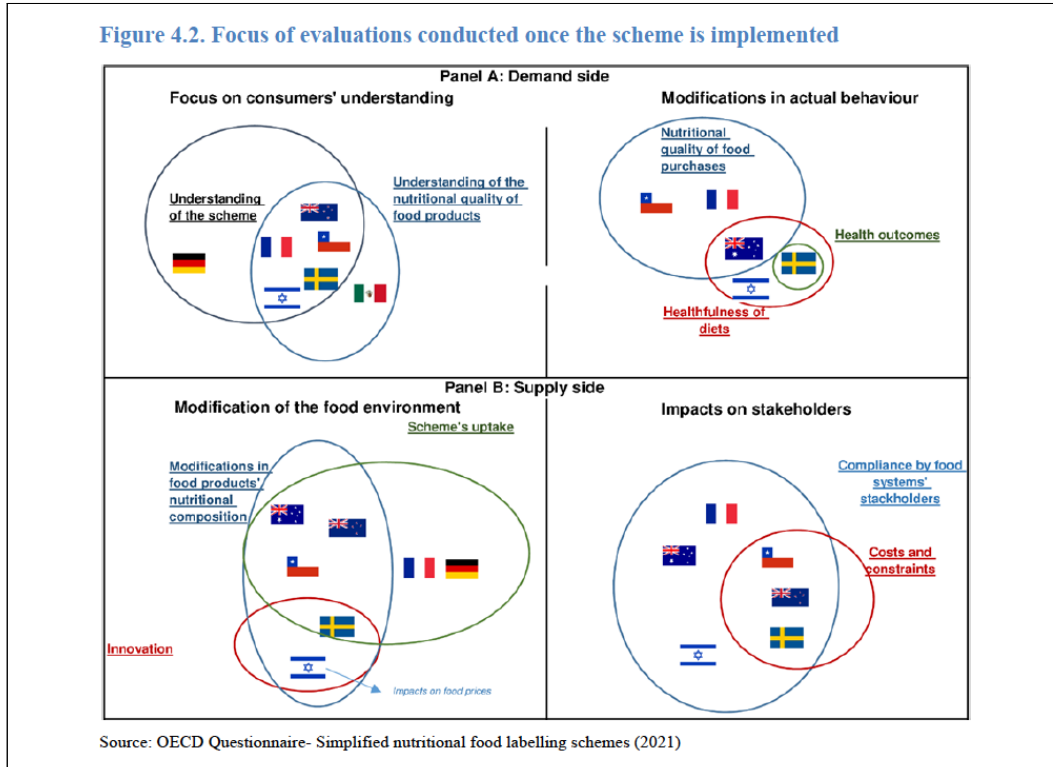 Figure 4.2. Focus of evaluations conducted once the scheme is implemented
Panel A: Demand side
Focus on consumers' understanding
Understanding
of the scheme
Understanding of the
nutritional quality of
food products
Modifications in actual behaviour
Nutritional
quality of food
purchases
Health outcomes
Healthfulness of
diets
Panel B: Supply side
Modification of the food environment
Scheme's uptake
Modifications in
food products'
nutritional
composition
Innovation
Impacts on food prices
Impacts on stakeholders
Compliance by food
systems'
stackholders
Costs and
constraints
Source: OECD Questionnaire- Simplified nutritional food labelling schemes (2021)